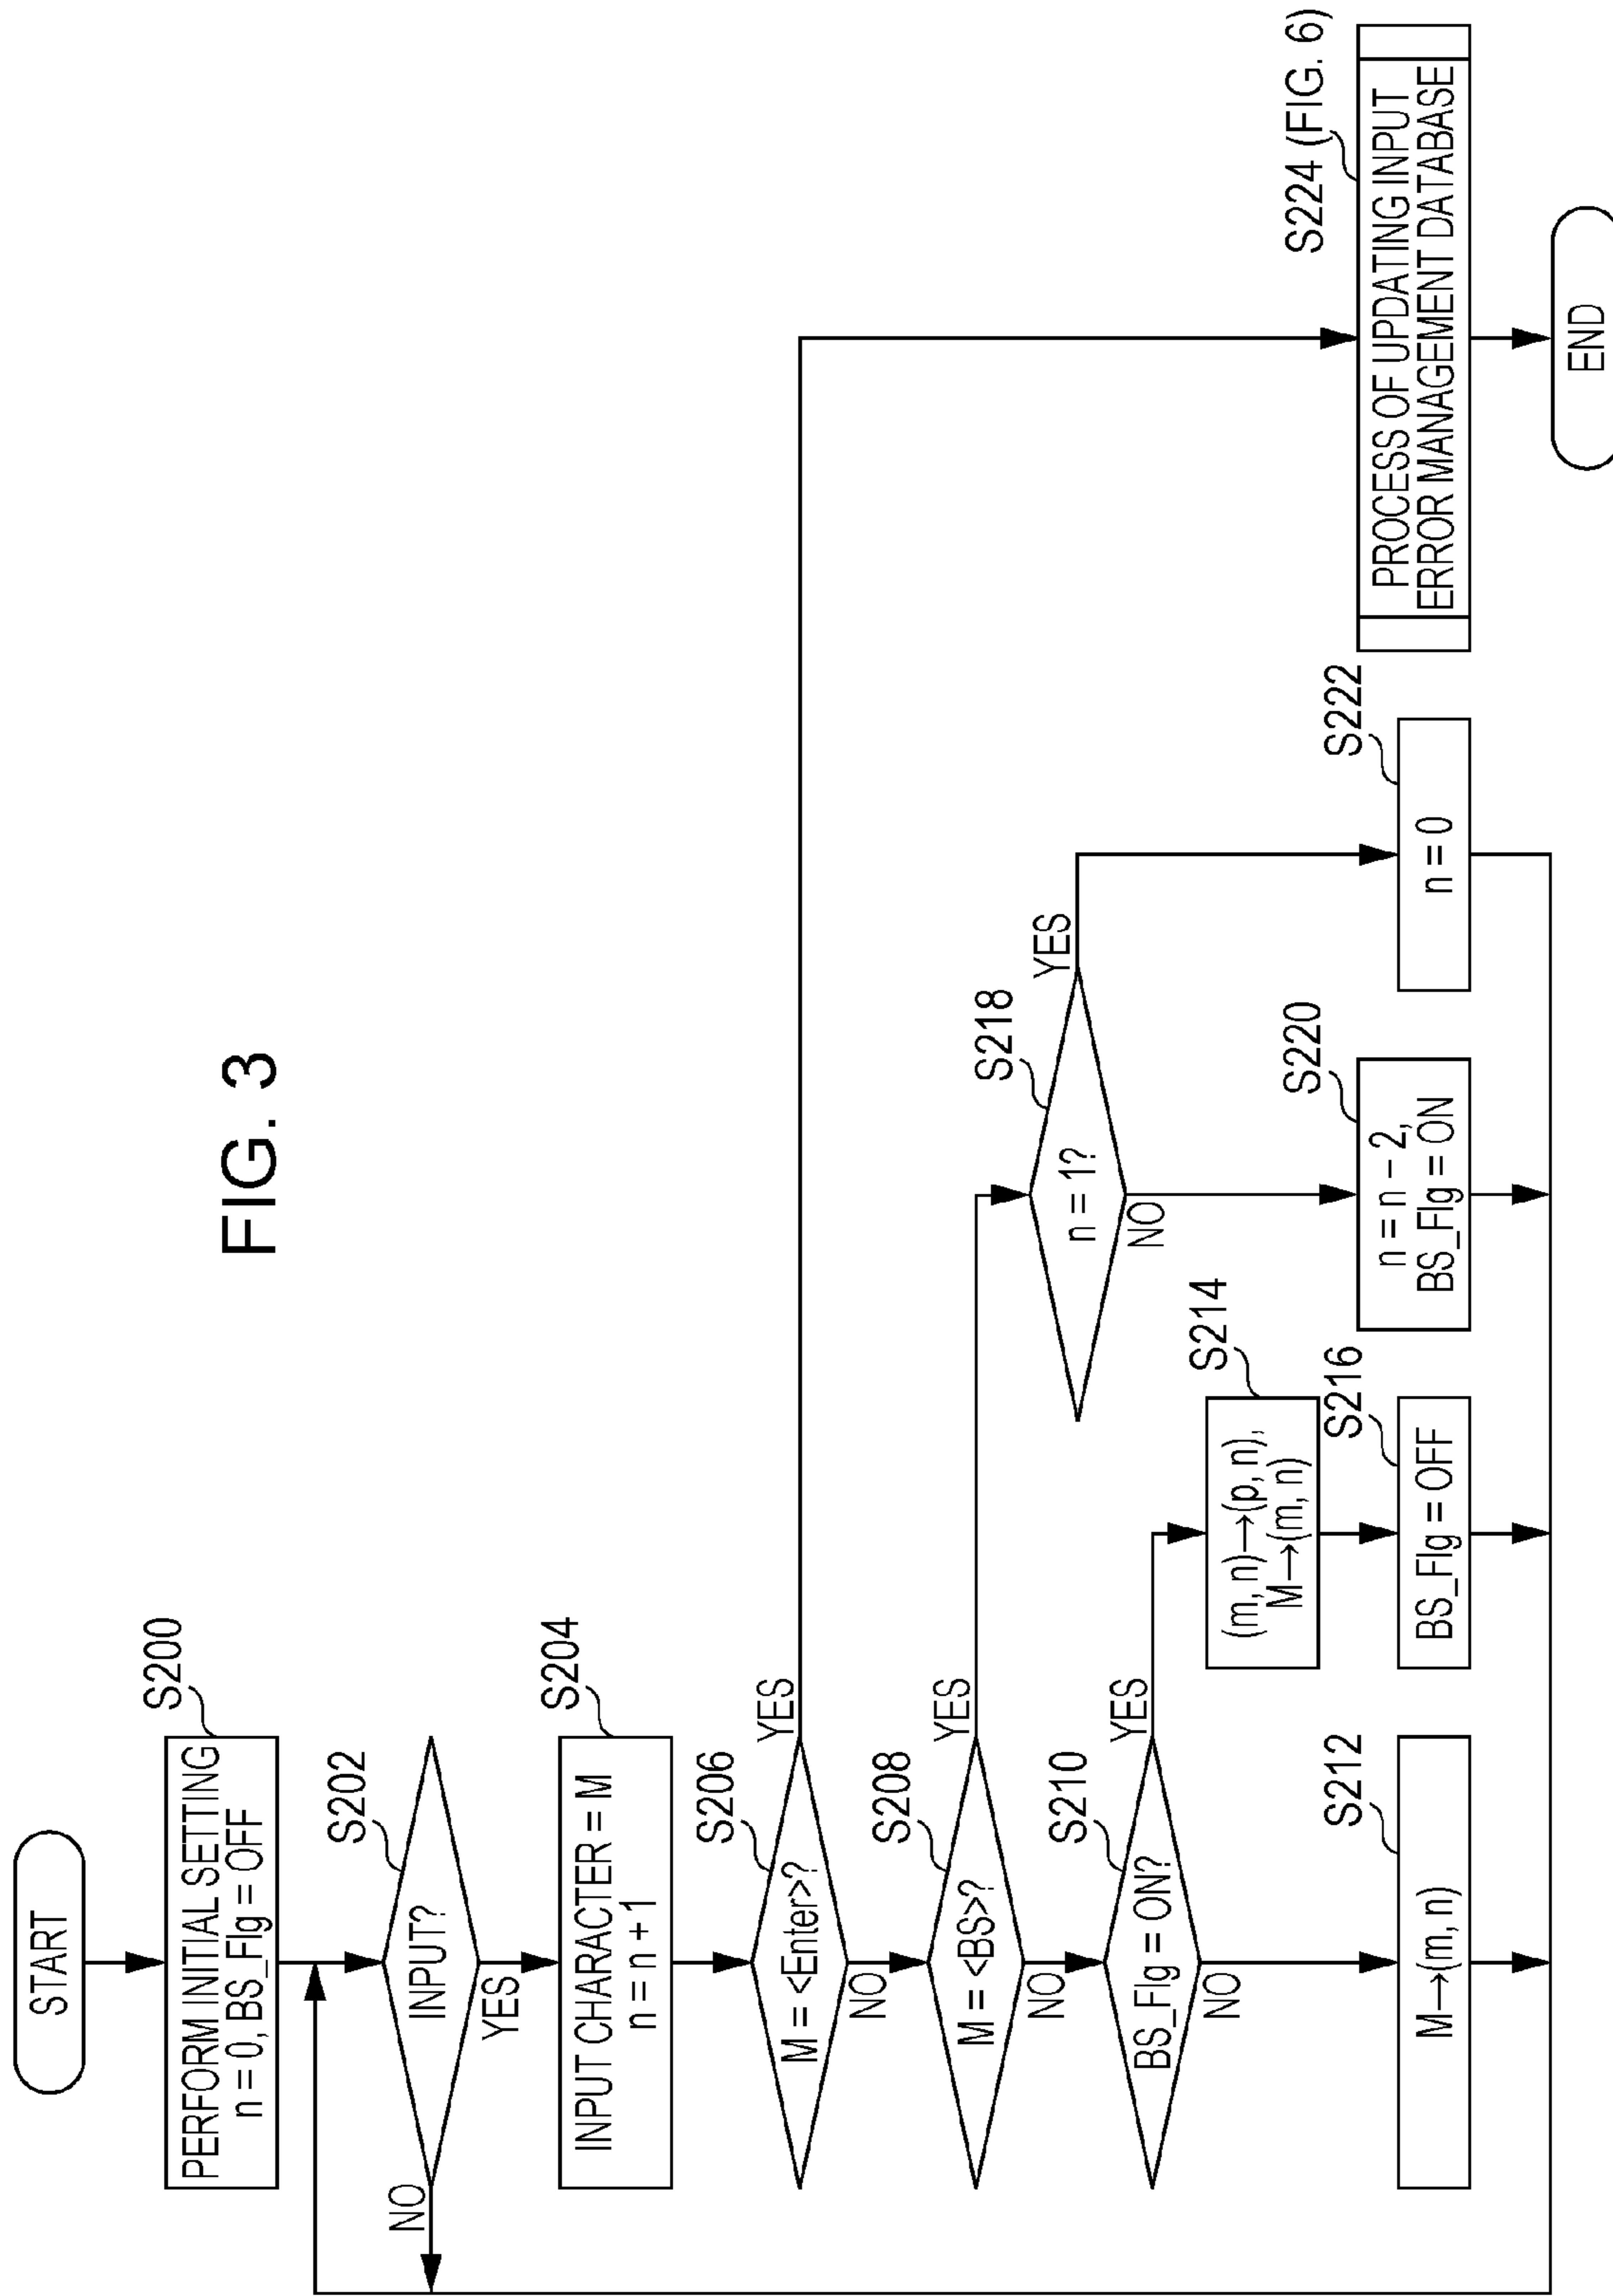 FIG. 3
START
S200
PERFORM INITIAL SETTING
n = 0, BS_Flg = OFF
S202
INPUT?
NO
YES
S204
INPUT CHARACTER = M
n = n + 1
S206
M = <Enter>?
YES
NO
S208
M = <BS>?
YES
NO
S210
BS_Flg = ON?
YES
NO
S212
M→(m, n)
S214
(m, n)→(p, n),
M→(m, n)
S216
BS_Flg = OFF
S218
n = 1?
YES
NO
S220
n = n − 2,
BS_Flg = ON
S222
n = 0
S224 (FIG. 6)
PROCESS OF UPDATING INPUT
ERROR MANAGEMENT DATABASE
END